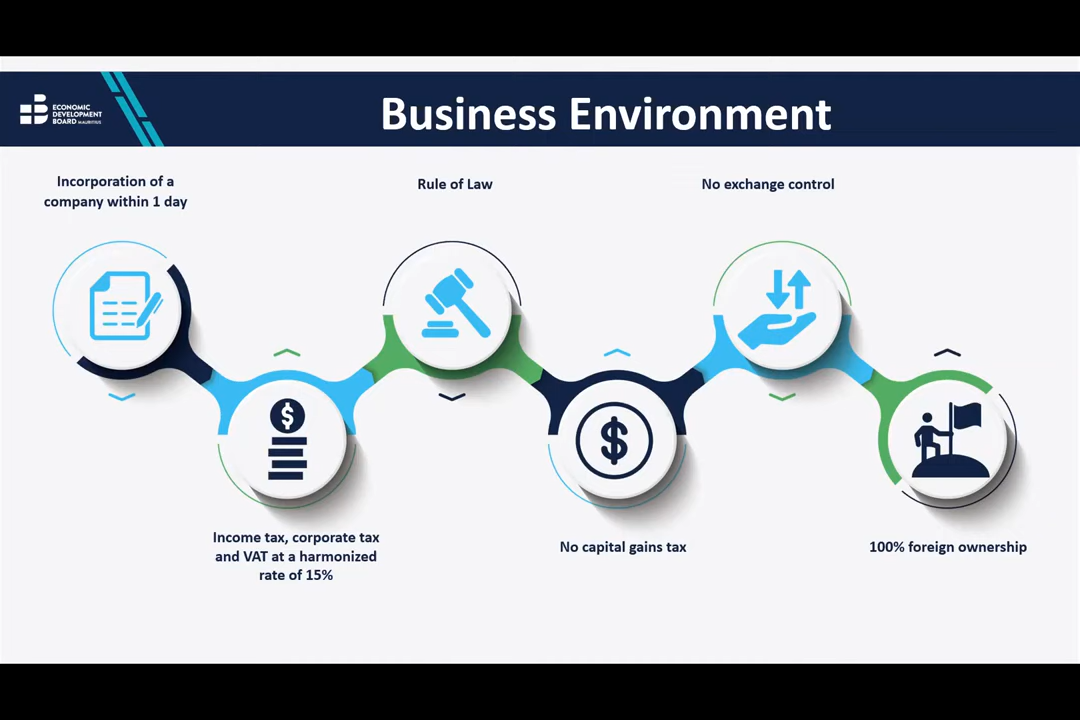 ECONOMIC
DEVELOPMENT
BOARD MAURITIUS
Business Environment
Incorporation of a
company within 1 day
Rule of Law
No exchange control
$
$
Income tax, corporate tax
and VAT at a harmonized
rate of 15%
No capital gains tax
100% foreign ownership